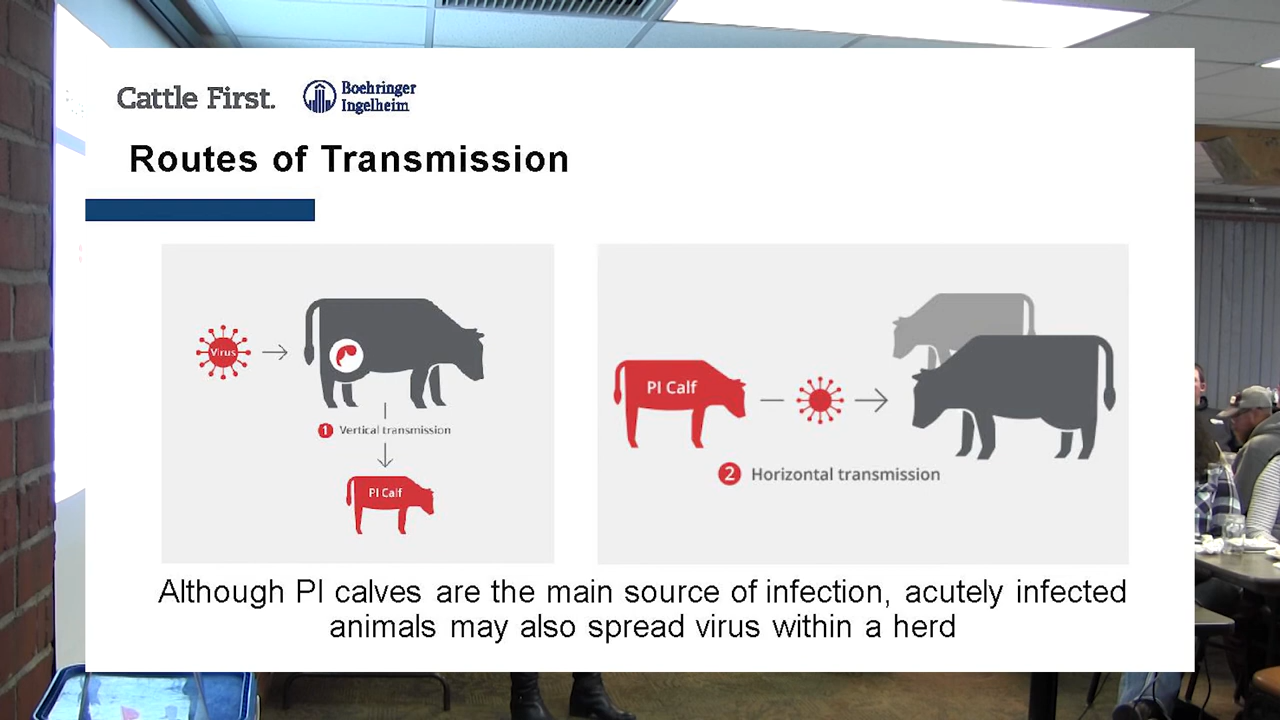 Cattle First.
Boehringer
Ingelheim
Routes of Transmission
Virus
1 Vertical transmission
PI Calf
PI Calf
2 Horizontal transmission
Although PI calves are the main source of infection, acutely infected
animals may also spread virus within a herd